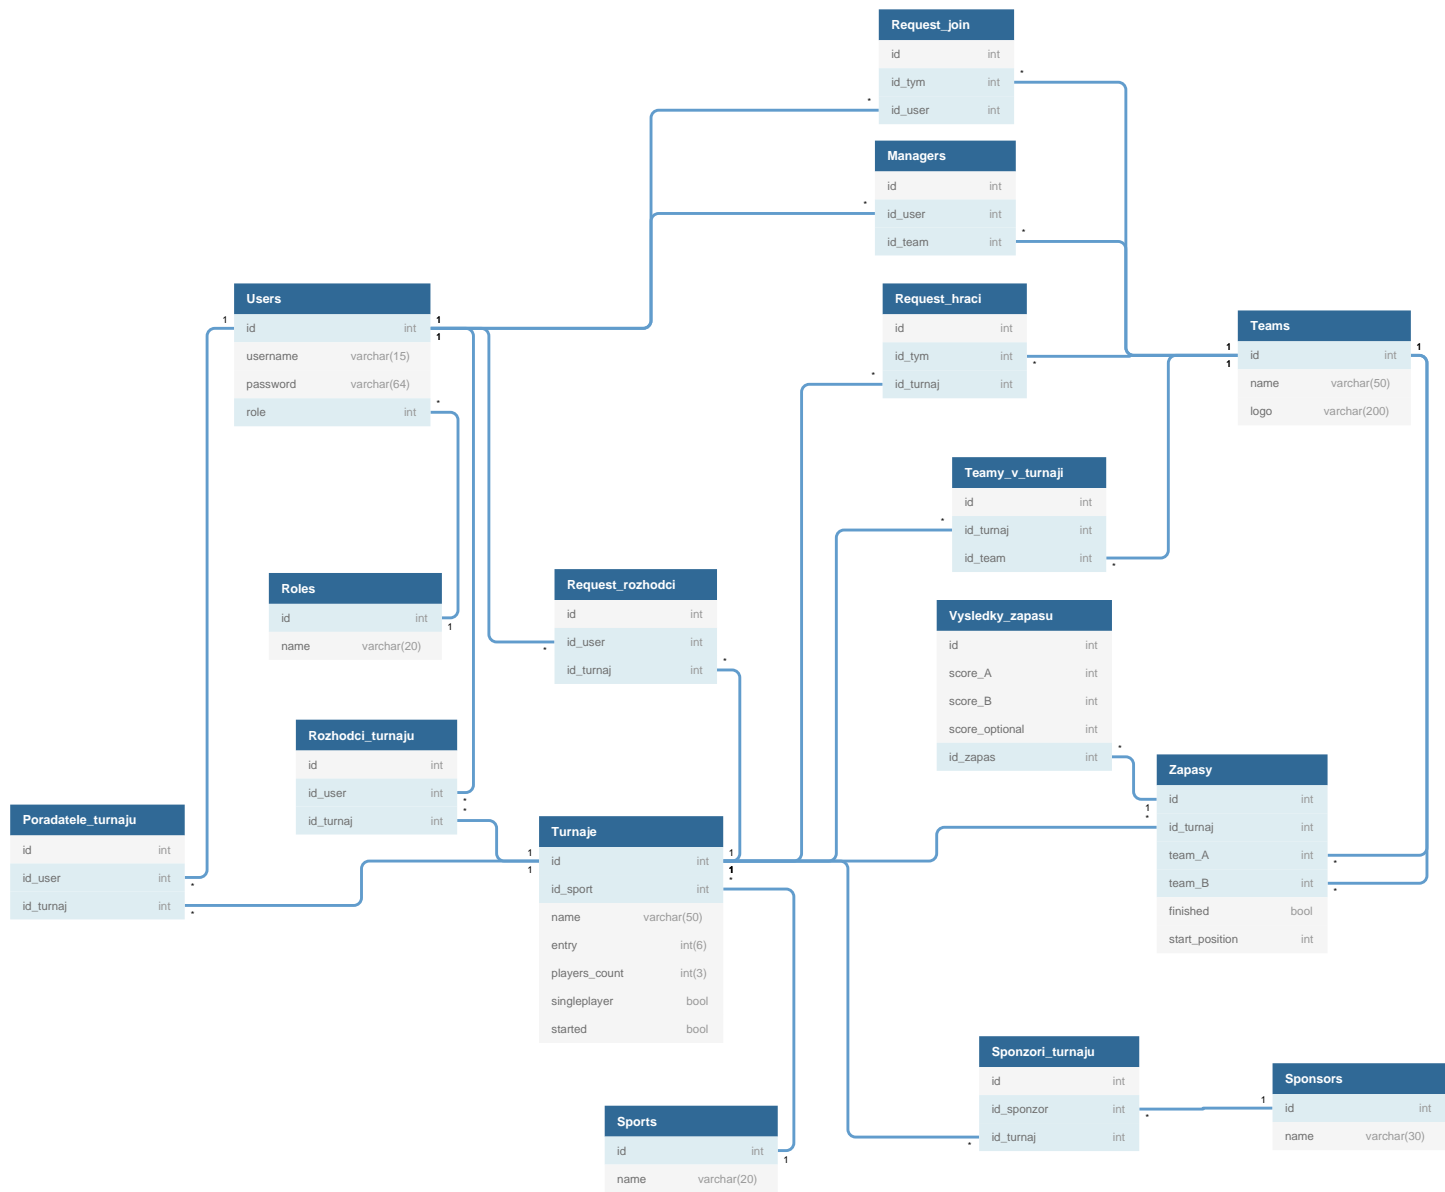 Request_join
id int
id_tym int
id_user int
Managers
id int
id_user int
id_team int
Users
id int
username varchar(15)
password varchar(64)
role int
Request_hraci
id int
id_tym int
id_turnaj int
Teams
id int
name varchar(50)
logo varchar(200)
Teamy_v_turnaji
id int
id_turnaj int
id_team int
Roles
id int
name varchar(20)
Request_rozhodci
id int
id_user int
id_turnaj int
Vysledky_zapasu
id int
score_A int
score_B int
score_optional int
id_zapas int
Rozhodci_turnaju
id int
id_user int
id_turnaj int
Zapasy
id int
id_turnaj int
team_A int
team_B int
finished bool
start_position int
Poradatele_turnaju
id int
id_user int
id_turnaj int
Turnaje
id int
id_sport int
name varchar(50)
entry int(6)
players_count int(3)
singleplayer bool
started bool
Sponzori_turnaju
id int
id_sponzor int
id_turnaj int
Sponsors
id int
name varchar(30)
Sports
id int
name varchar(20)